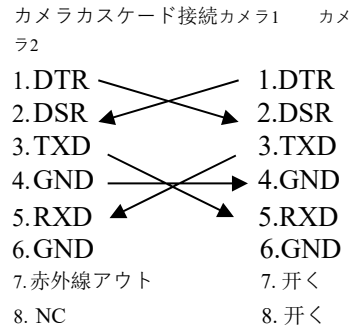 カメラカスケード接続カメラ1 カメ
ラ2
1.DTR 1.DTR
2.DSR 2.DSR
3.TXD 3.TXD
4.GND 4.GND
5.RXD 5.RXD
6.GND 6.GND
7.赤外線アウト 7. 开く
8. NC 8. 开く